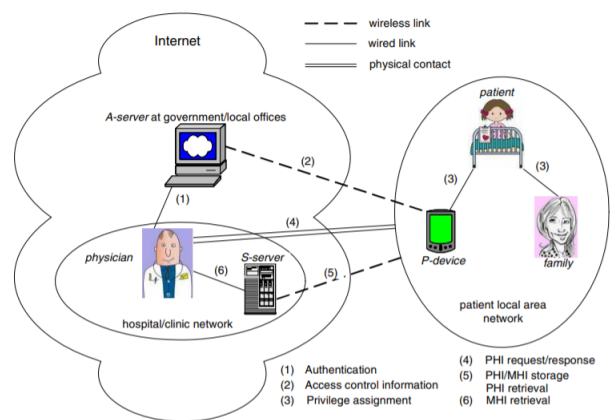 Internet
wireless link
wired link
physical contact
A-server at government/local offices
patient
(2)
(1)
(3)
(3)
(4)
physician
S-server
(6)
(5)
P-device
family
hospital/clinic network
patient local area
network
(1) Authentication
(2) Access control information
(3) Privilege assignment
(4) PHI request/response
(5) PHI/MHI storage
PHI retrieval
(6) MHI retrieval